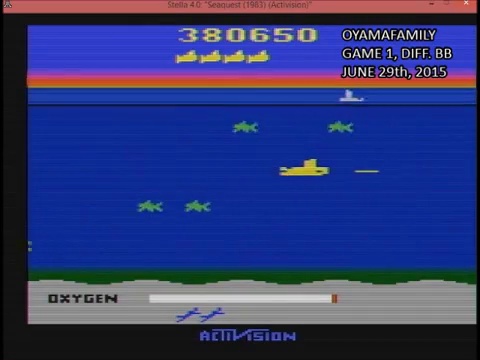 Stella 4.0: "Seaquest (1983) (Activision)"
380650
OYAMAFAMILY
GAME 1, DIFF. BB
JUNE 29th, 2015
OXYGEN
ACTIVISION